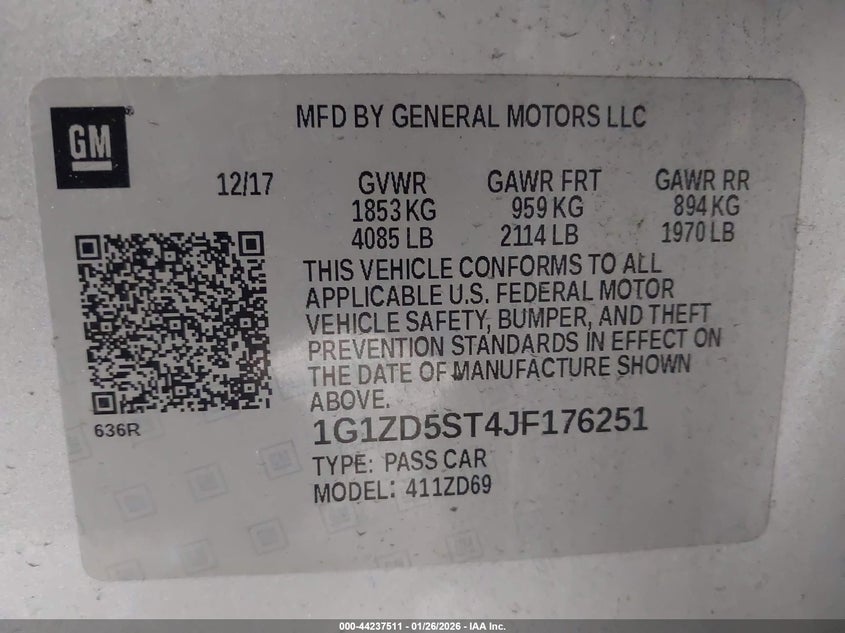 GM
MFD BY GENERAL MOTORS LLC
12/17 GVWR GAWR FRT GAWR RR
1853 KG 959 KG 894 KG
4085 LB 2114 LB 1970 LB
THIS VEHICLE CONFORMS TO ALL
APPLICABLE U.S. FEDERAL MOTOR
VEHICLE SAFETY, BUMPER, AND THEFT
PREVENTION STANDARDS IN EFFECT ON
THE DATE OF MANUFACTURE SHOWN
ABOVE.
636R
1G1ZD5ST4JF176251
TYPE: PASS CAR
MODEL: 411ZD69
000-44237511 - 01/26/2026 - IAA Inc.